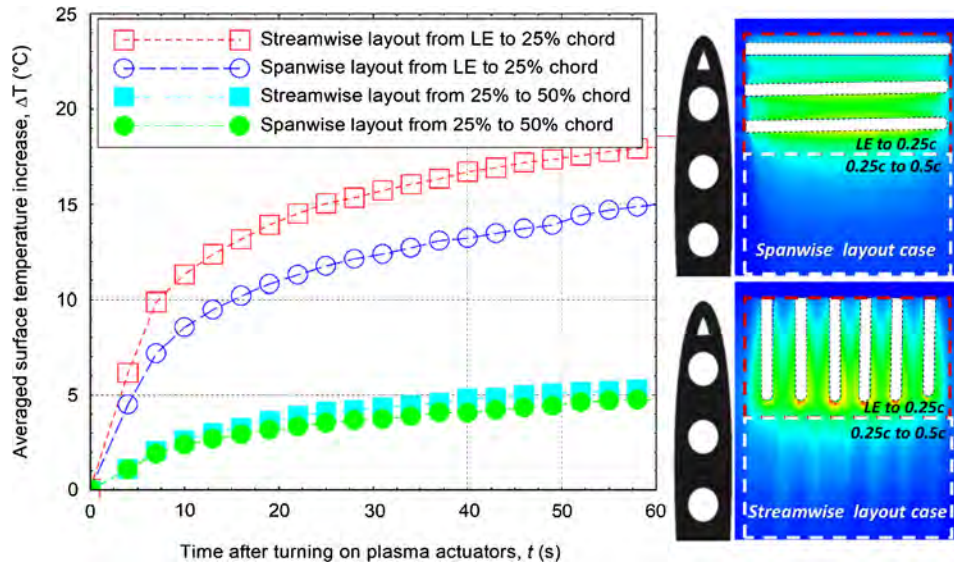 25
20
15
10
5
0
Averaged surface temperature increase, ΔT (°C)
Streamwise layout from LE to 25% chord
Spanwise layout from LE to 25% chord
Streamwise layout from 25% to 50% chord
Spanwise layout from 25% to 50% chord
0 10 20 30 40 50 60
Time after turning on plasma actuators, t (s)
LE to 0.25c
0.25c to 0.5c
Spanwise layout case
LE to 0.25c
0.25c to 0.5c
Streamwise layout case